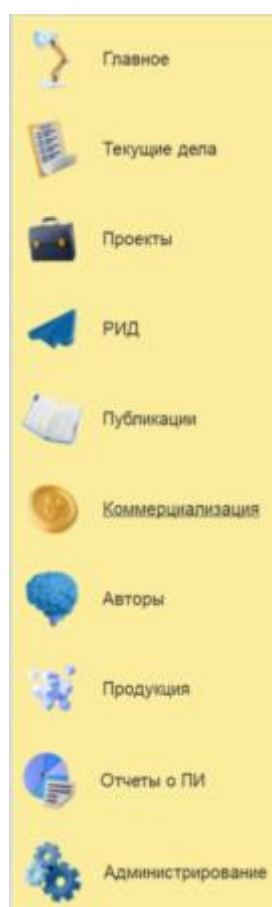 Главное
Текущие дела
Проекты
РИД
Публикации
Коммерциализация
Авторы
Продукция
Отчеты о ПИ
Администрирование